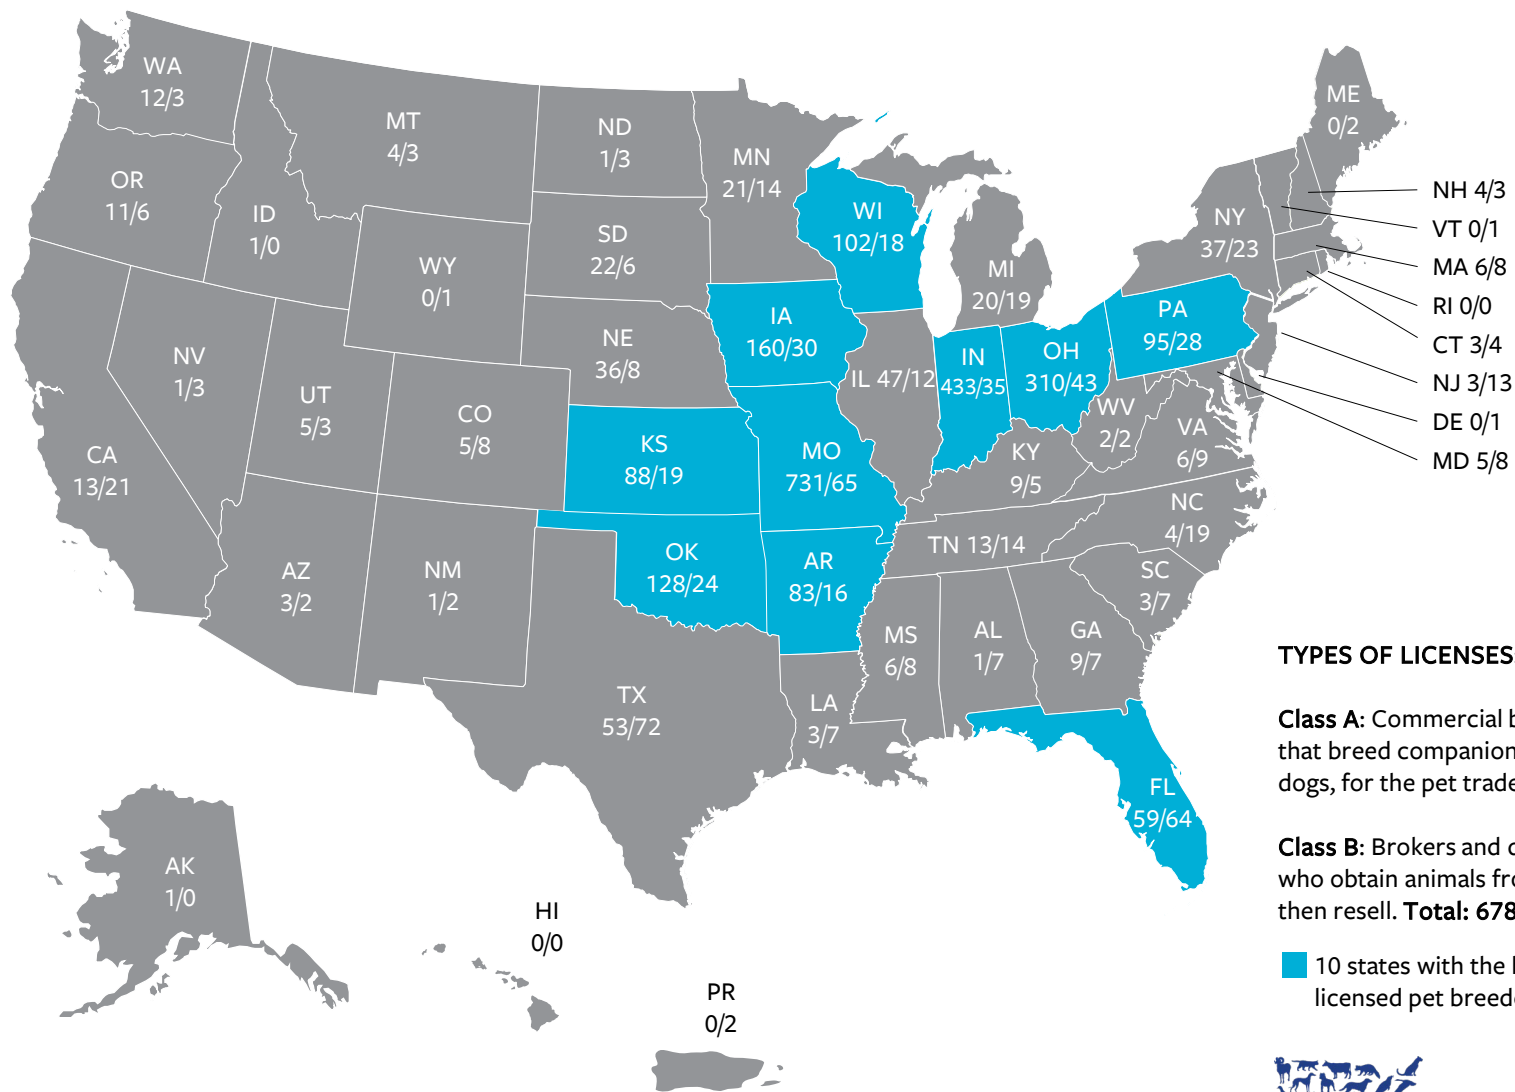 WA
12/3
MT
4/3
ND
1/3
MN
21/14
ME
0/2
OR
11/6
ID
1/0
SD
22/6
WI
102/18
NY
37/23
NH 4/3
VT 0/1
MA 6/8
RI 0/0
CT 3/4
NJ 3/13
DE 0/1
MD 5/8
WY
0/1
MI
20/19
IA
160/30
PA
95/28
NV
1/3
NE
36/8
IL 47/12
IN
433/35
OH
310/43
UT
5/3
CO
5/8
WV
2/2
VA
6/9
CA
13/21
KS
88/19
MO
731/65
KY
9/5
NC
4/19
TN 13/14
AZ
3/2
NM
1/2
OK
128/24
AR
83/16
SC
3/7
MS
6/8
AL
1/7
GA
9/7
TX
53/72
LA
3/7
FL
59/64
AK
1/0
HI
0/0
PR
0/2
TYPES OF LICENSES
Class A: Commercial
that breed companion
dogs, for the pet trade
Class B: Brokers and
who obtain animals
then resell. Total: 678
10 states with the
licensed pet